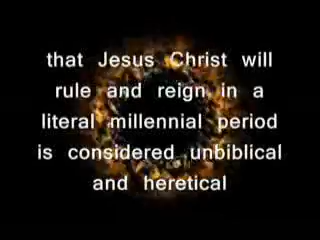 that Jesus Christ will
rule and reign in a
literal millennial period
is considered unbiblical
and heretical